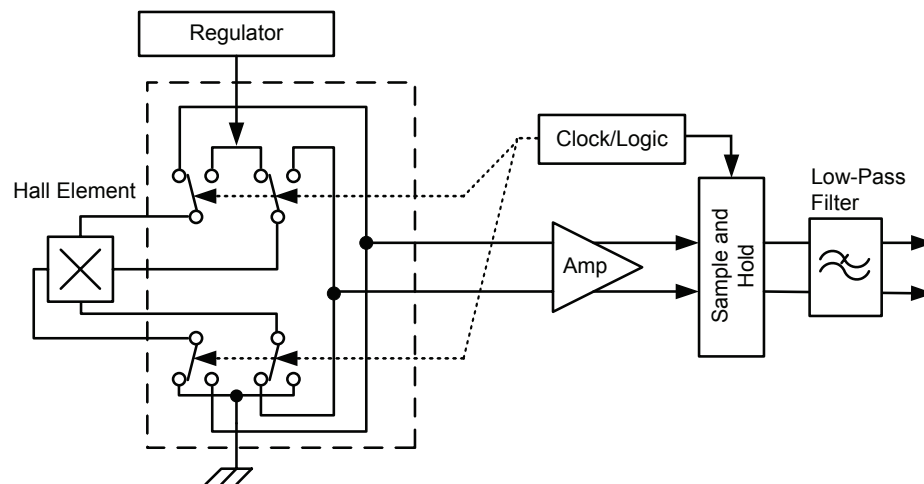 Regulator
Clock/Logic
Hall Element
Low-Pass
Filter
Amp
Sample and
Hold